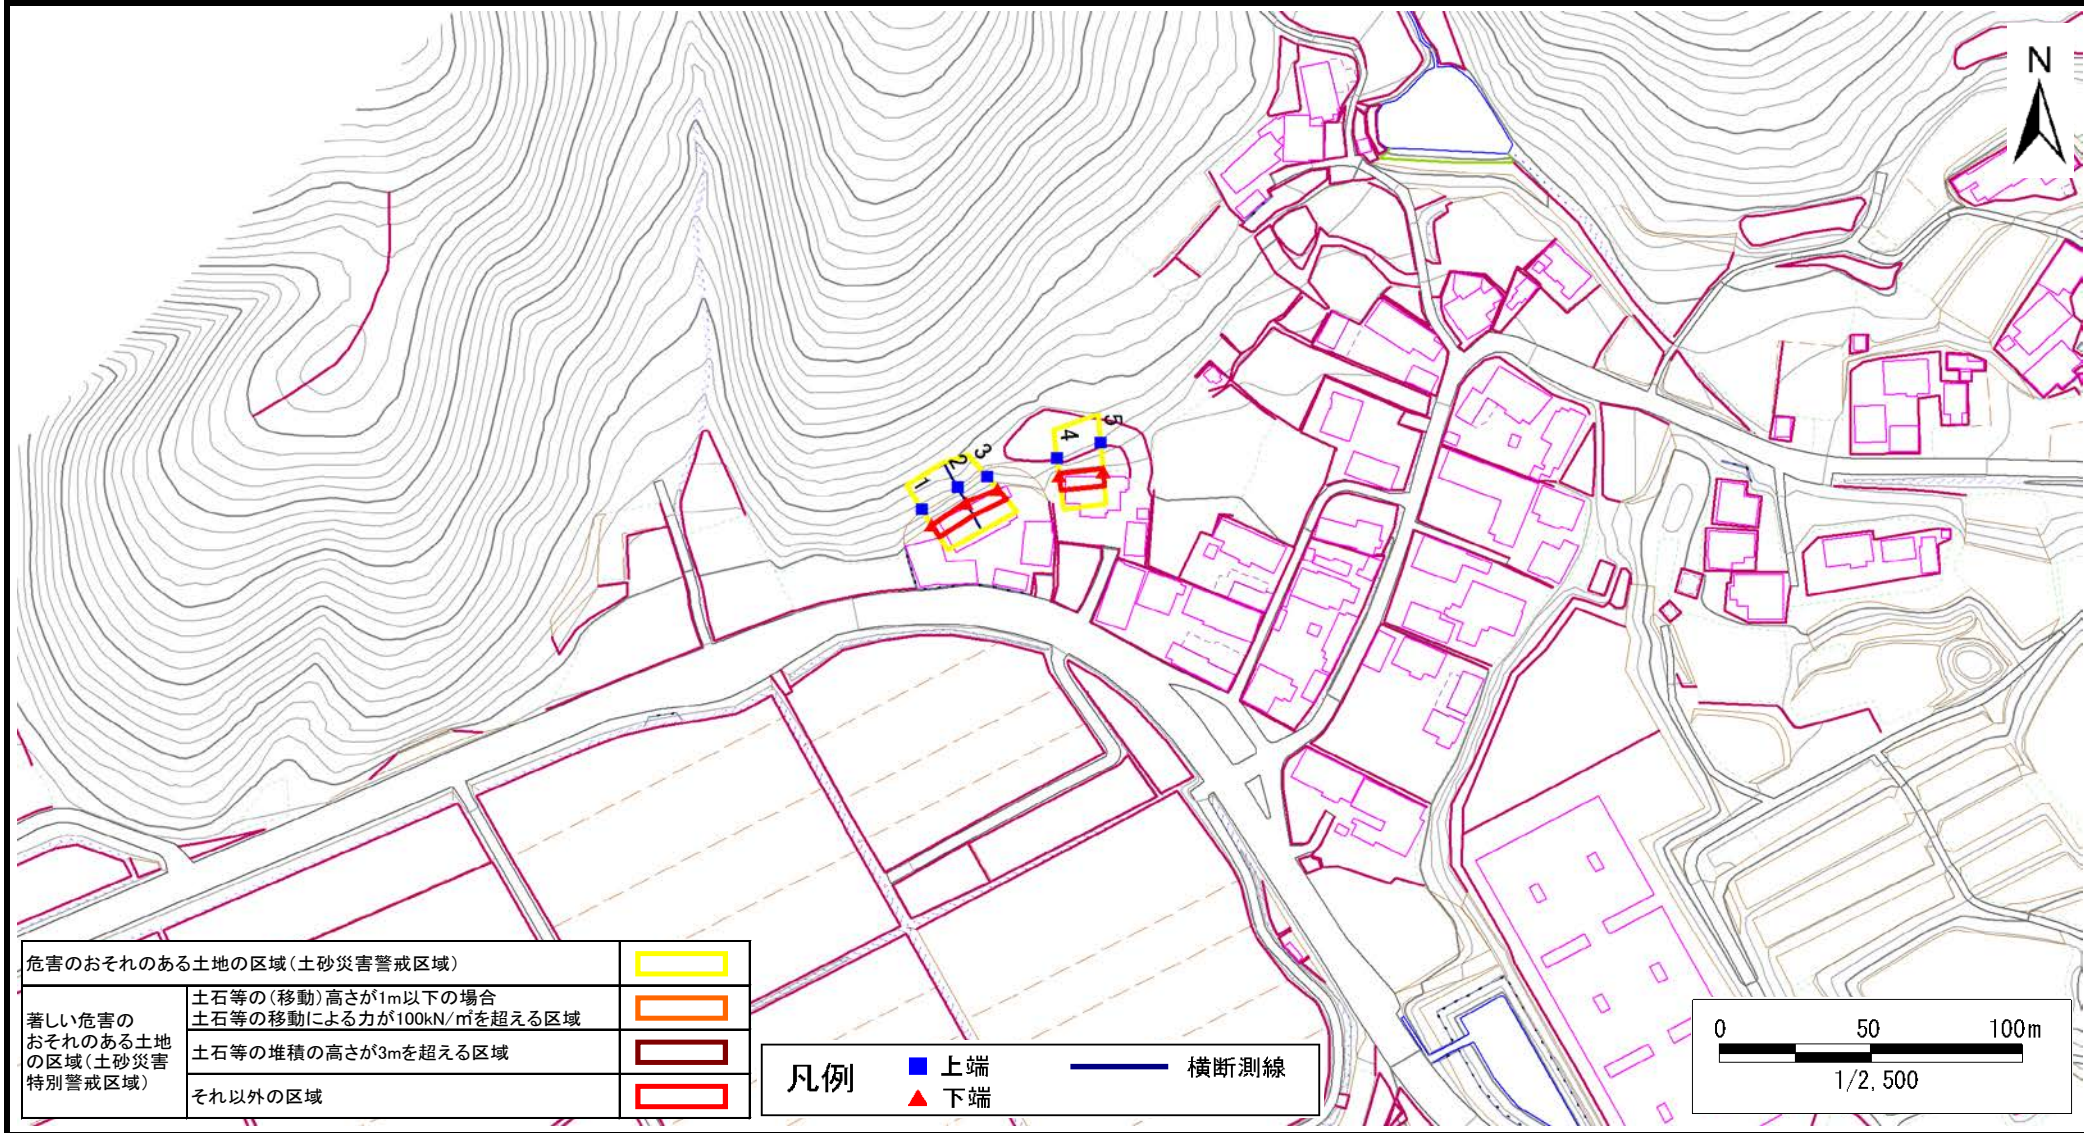 N
5
4
3
2
1
危害のおそれのある土地の区域(土砂災害警戒区域)
著しい危害の
おそれのある土地
の区域(土砂災害
特別警戒区域)
土石等の(移動)高さが1m以下の場合
土石等の移動による力が100kN/㎡を超える区域
土石等の堆積の高さが3mを超える区域
それ以外の区域
凡例
上端
下端
横断測線
0 50 100m
1/2,500